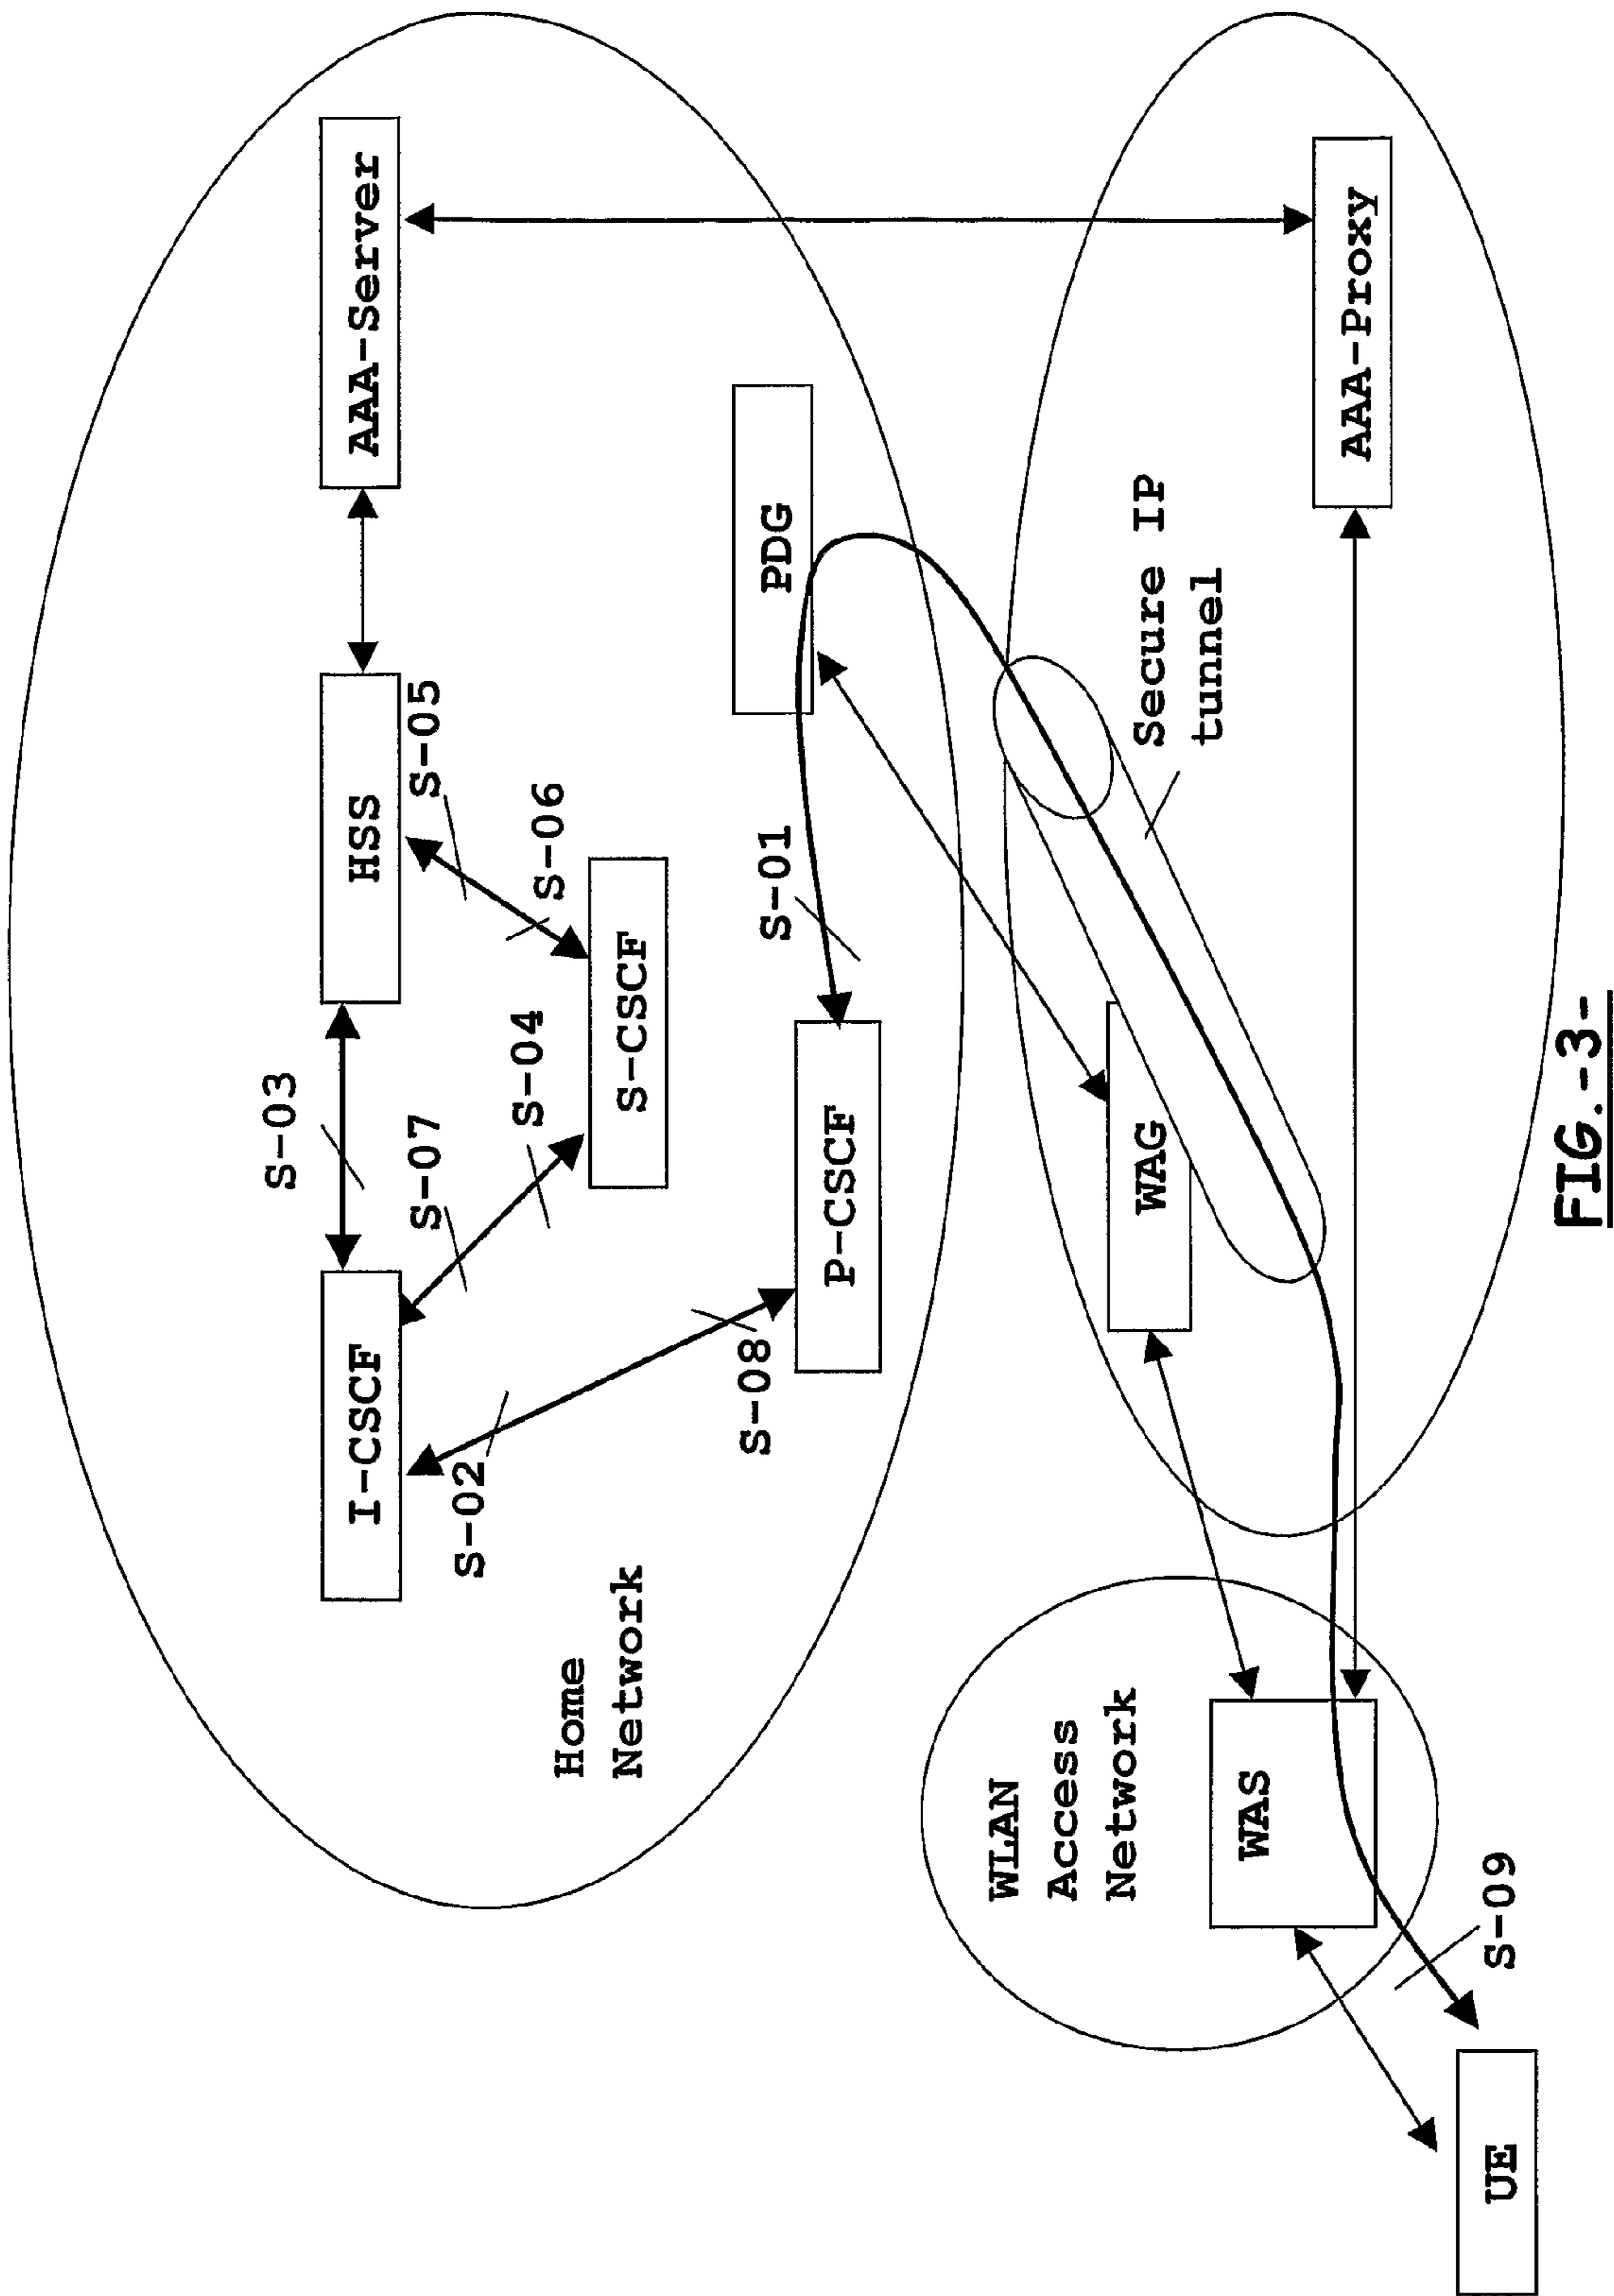 S-03
I-CSCF
HSS
AAA-Server
S-07
S-05
S-02
S-04
S-06
Home
Network
S-CSCF
S-08
S-01
PDG
P-CSCF
WLAN
Access
Network
WAG
Secure IP
tunnel
WAS
AAA-Proxy
S-09
UE
FIG.-3-